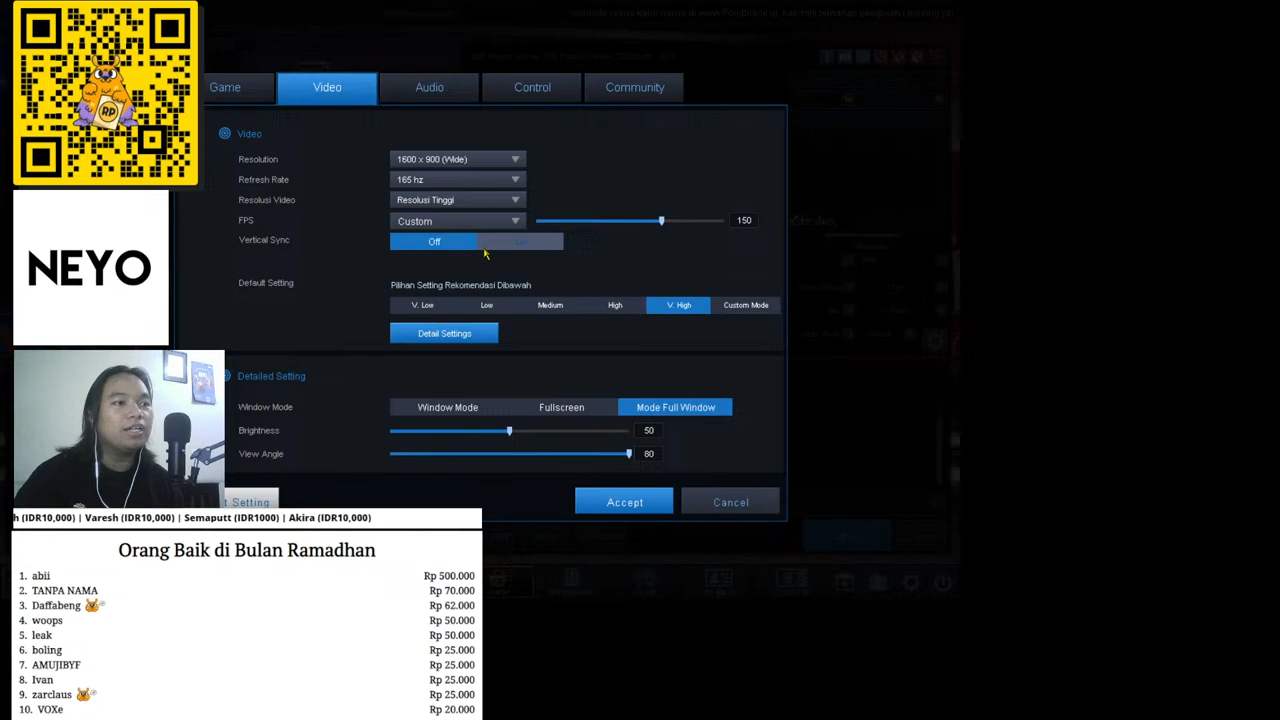 RP
Game
Video
Audio
Control
Community
Video
Resolution
1600 x 900 (Wide)
Refresh Rate
165 hz
Resolusi Video
Resolusi Tinggi
FPS
Custom
150
Vertical Sync
Off
Default Setting
Pilihan Setting Rekomendasi Dibawah
V. Low
Low
Medium
High
V. High
Custom Mode
Detail Settings
NEYO
Detailed Setting
Window Mode
Window Mode
Fullscreen
Mode Full Window
Brightness
50
View Angle
80
Setting
Accept
Cancel
h (IDR10,000) | Varesh (IDR10,000) | Semaputt (IDR1000) | Akira (IDR10,000)
Orang Baik di Bulan Ramadhan
1. abii Rp 500.000
2. TANPA NAMA Rp 70.000
3. Daffabeng Rp 62.000
4. woops Rp 50.000
5. leak Rp 50.000
6. boling Rp 25.000
7. AMUJIBYF Rp 25.000
8. Ivan Rp 25.000
9. zarclaus Rp 25.000
10. VOXe Rp 20.000